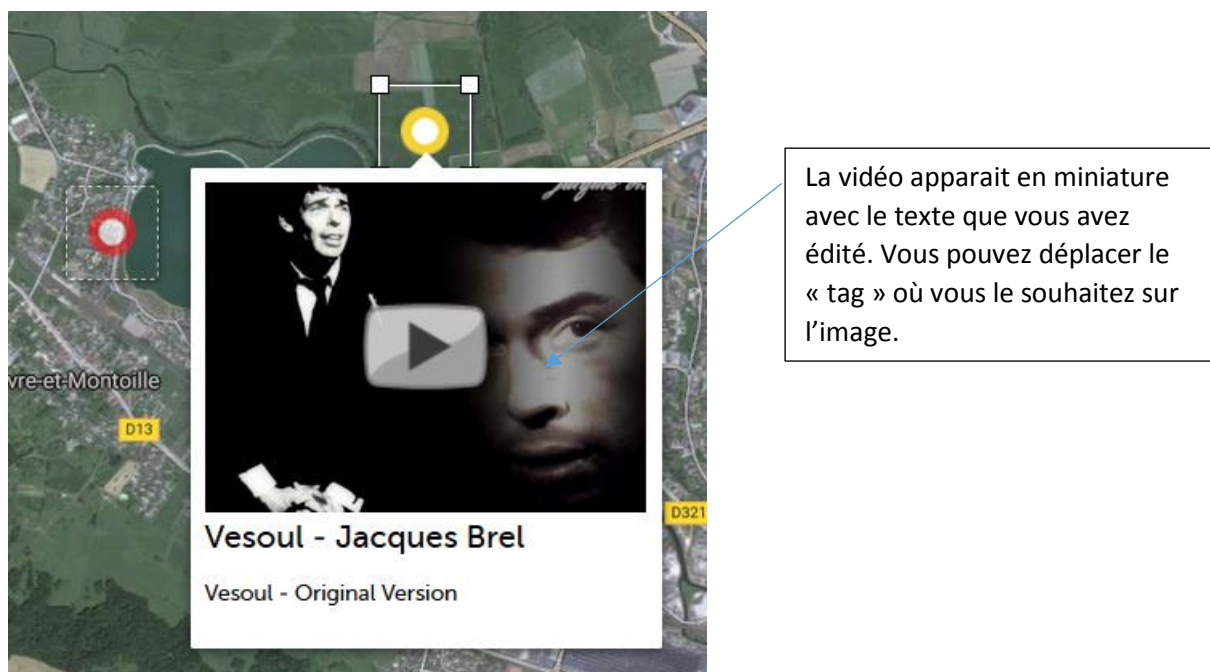 La vidéo apparait en miniature
avec le texte que vous avez
édité. Vous pouvez déplacer le
« tag » où vous le souhaitez sur
l’image.
vre-et-Montoille
D13
D321
Vesoul - Jacques Brel
Vesoul - Original Version